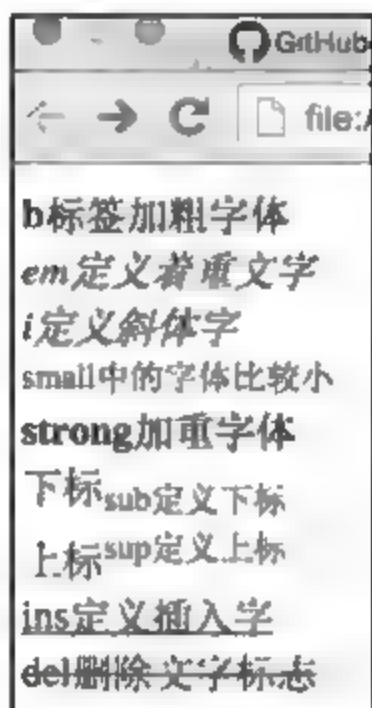 GitHub
file:/
b标签加粗字体
em定义着重文字
i定义斜体字
small中的字体比较小
strong加重字体
下标sub定义下标
上标sup定义上标
ins定义插入字
del删除文字标志